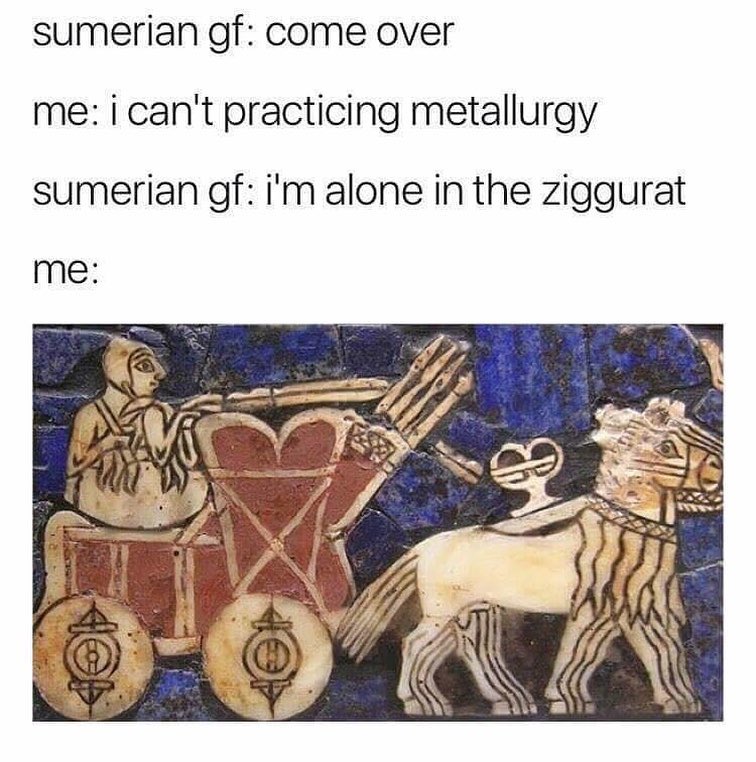 sumerian gf: come over
me: i can't practicing metallurgy
sumerian gf: i'm alone in the ziggurat
me: